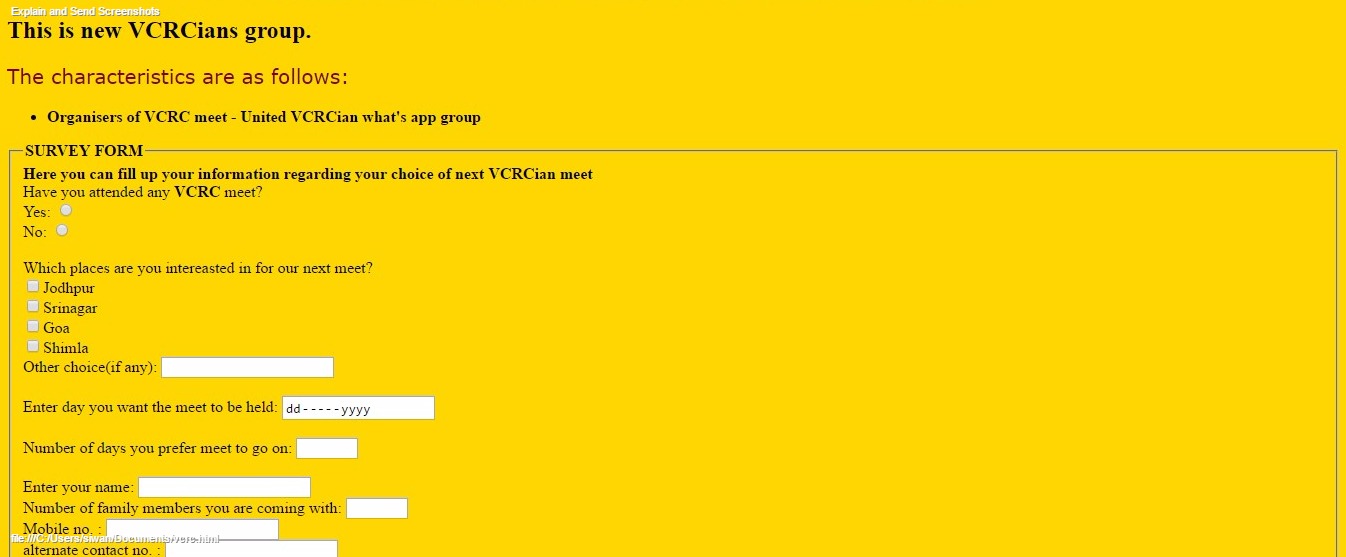 Explain and Send Screenshots
This is new VCRCians group.
The characteristics are as follows:
• Organisers of VCRC meet - United VCRCian what's app group
SURVEY FORM
Here you can fill up your information regarding your choice of next VCRCian meet
Have you attended any VCRC meet?
Yes:
No:
Which places are you intereasted in for our next meet?
Jodhpur
Srinagar
Goa
Shimla
Other choice(if any):
Enter day you want the meet to be held: dd-----yyyy
Number of days you prefer meet to go on:
Enter your name:
Number of family members you are coming with:
Mobile no. :
file:///C:/Users/siwan/Documents/vcrc.html
alternate contact no. :